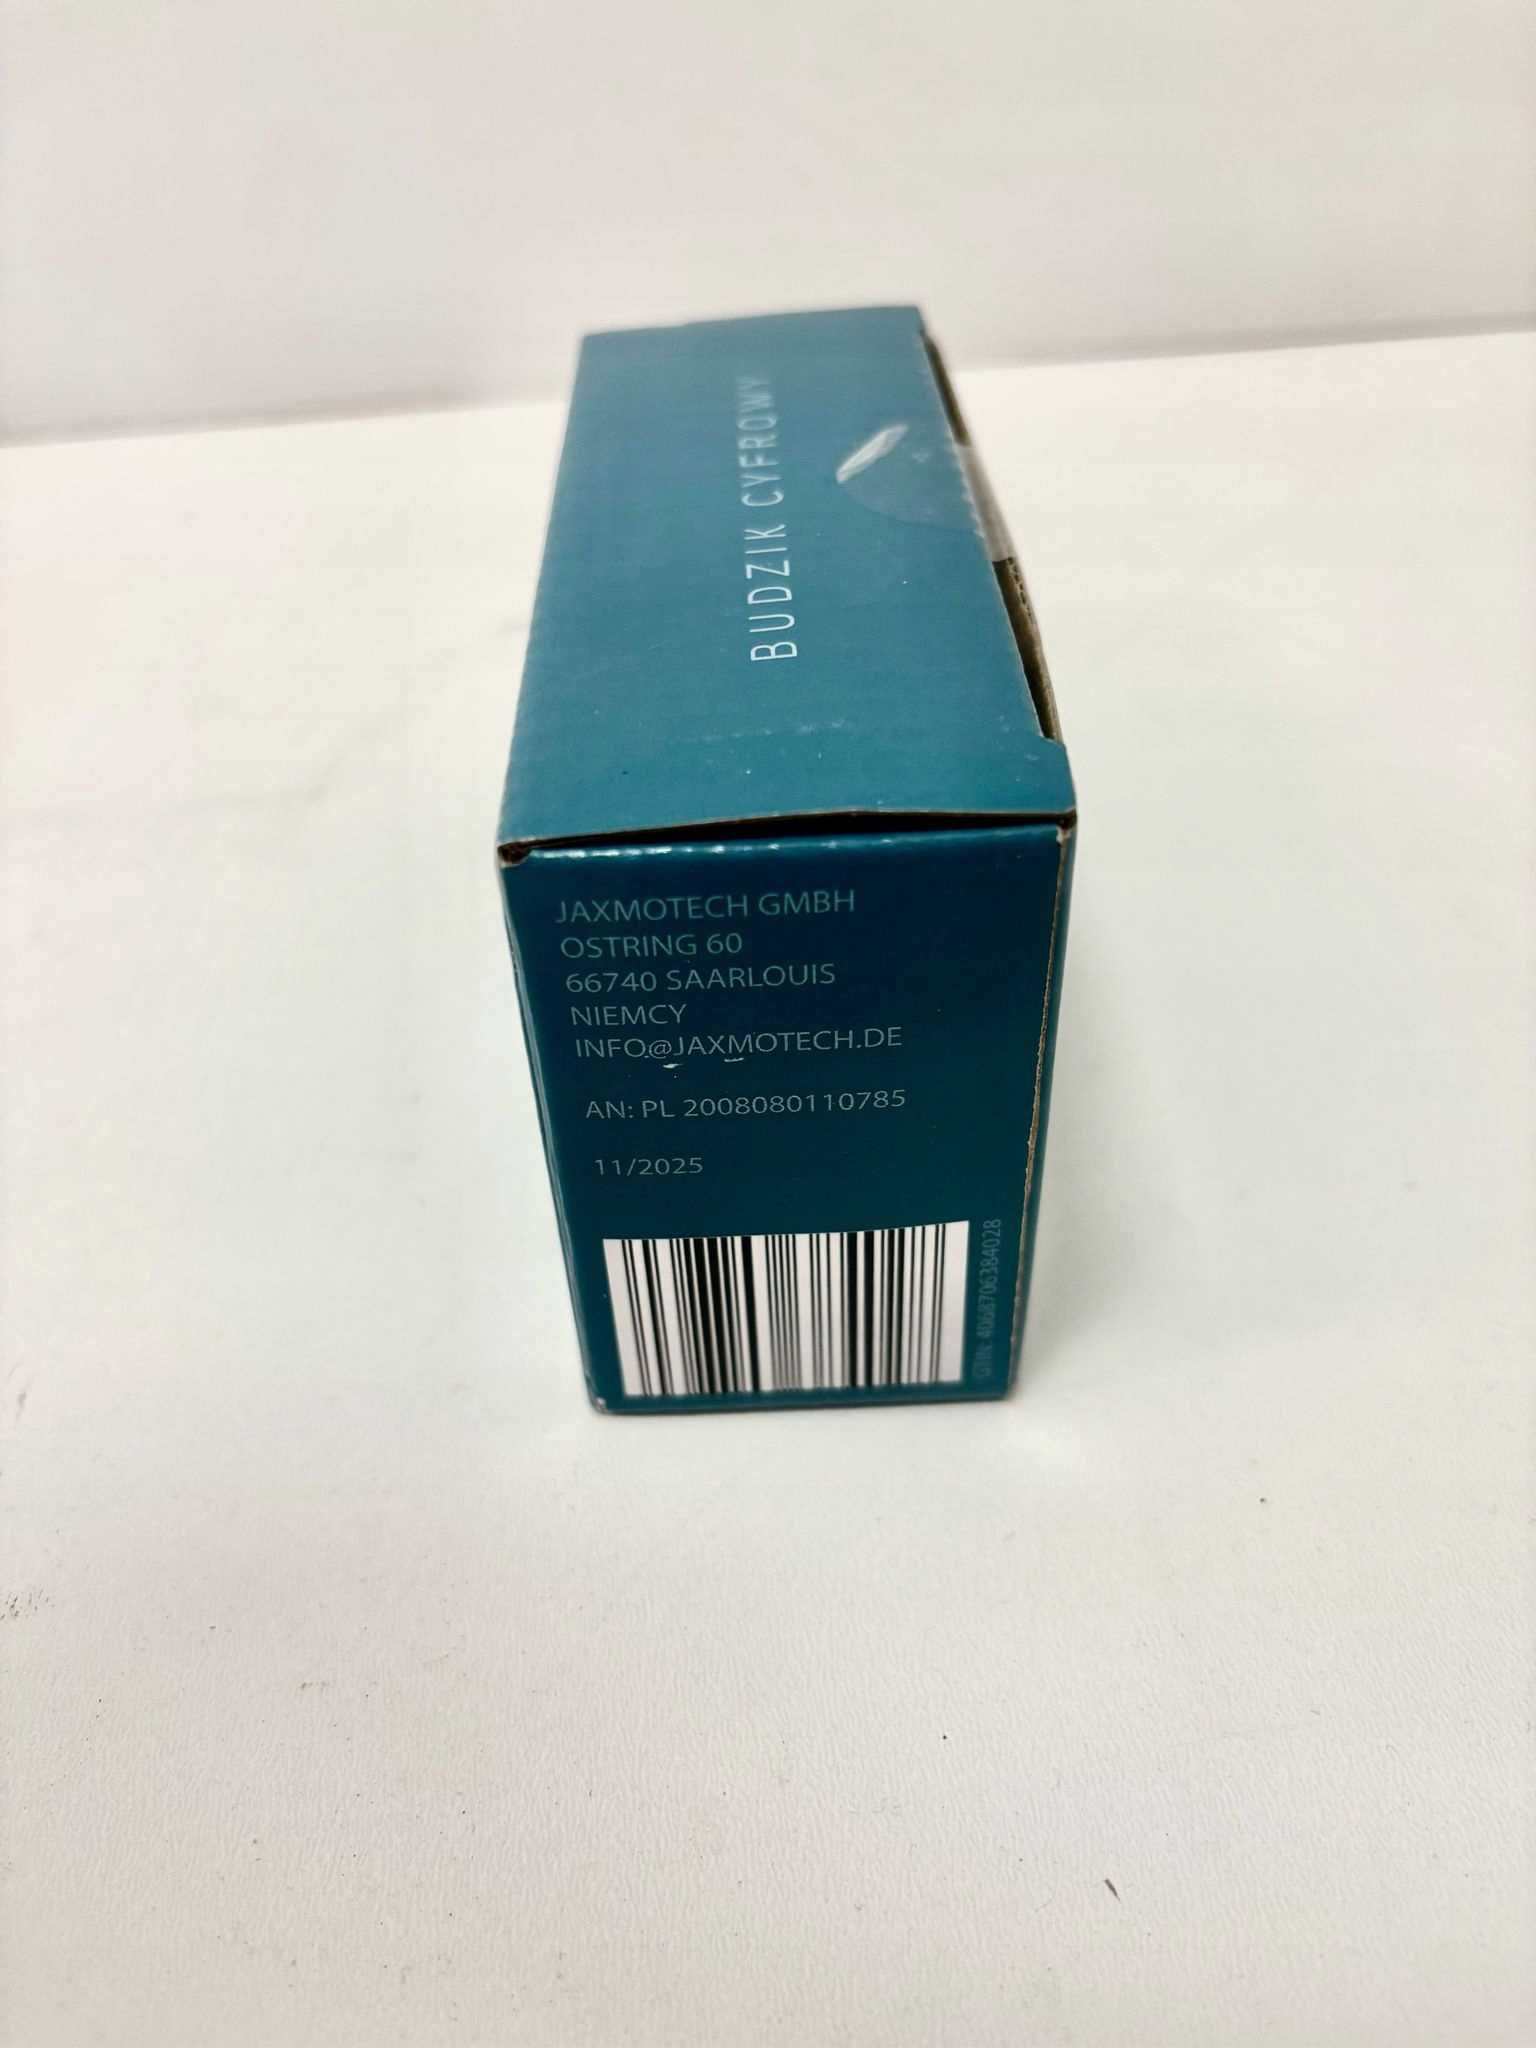 BUDZIK CYFROWY
JAXMOTECH GMBH
OSTRING 60
66740 SAARLOUIS
NIEMCY
INFO@JAXMOTECH.DE
AN: PL 2008080110785
11/2025
GTIN: 4068706384028